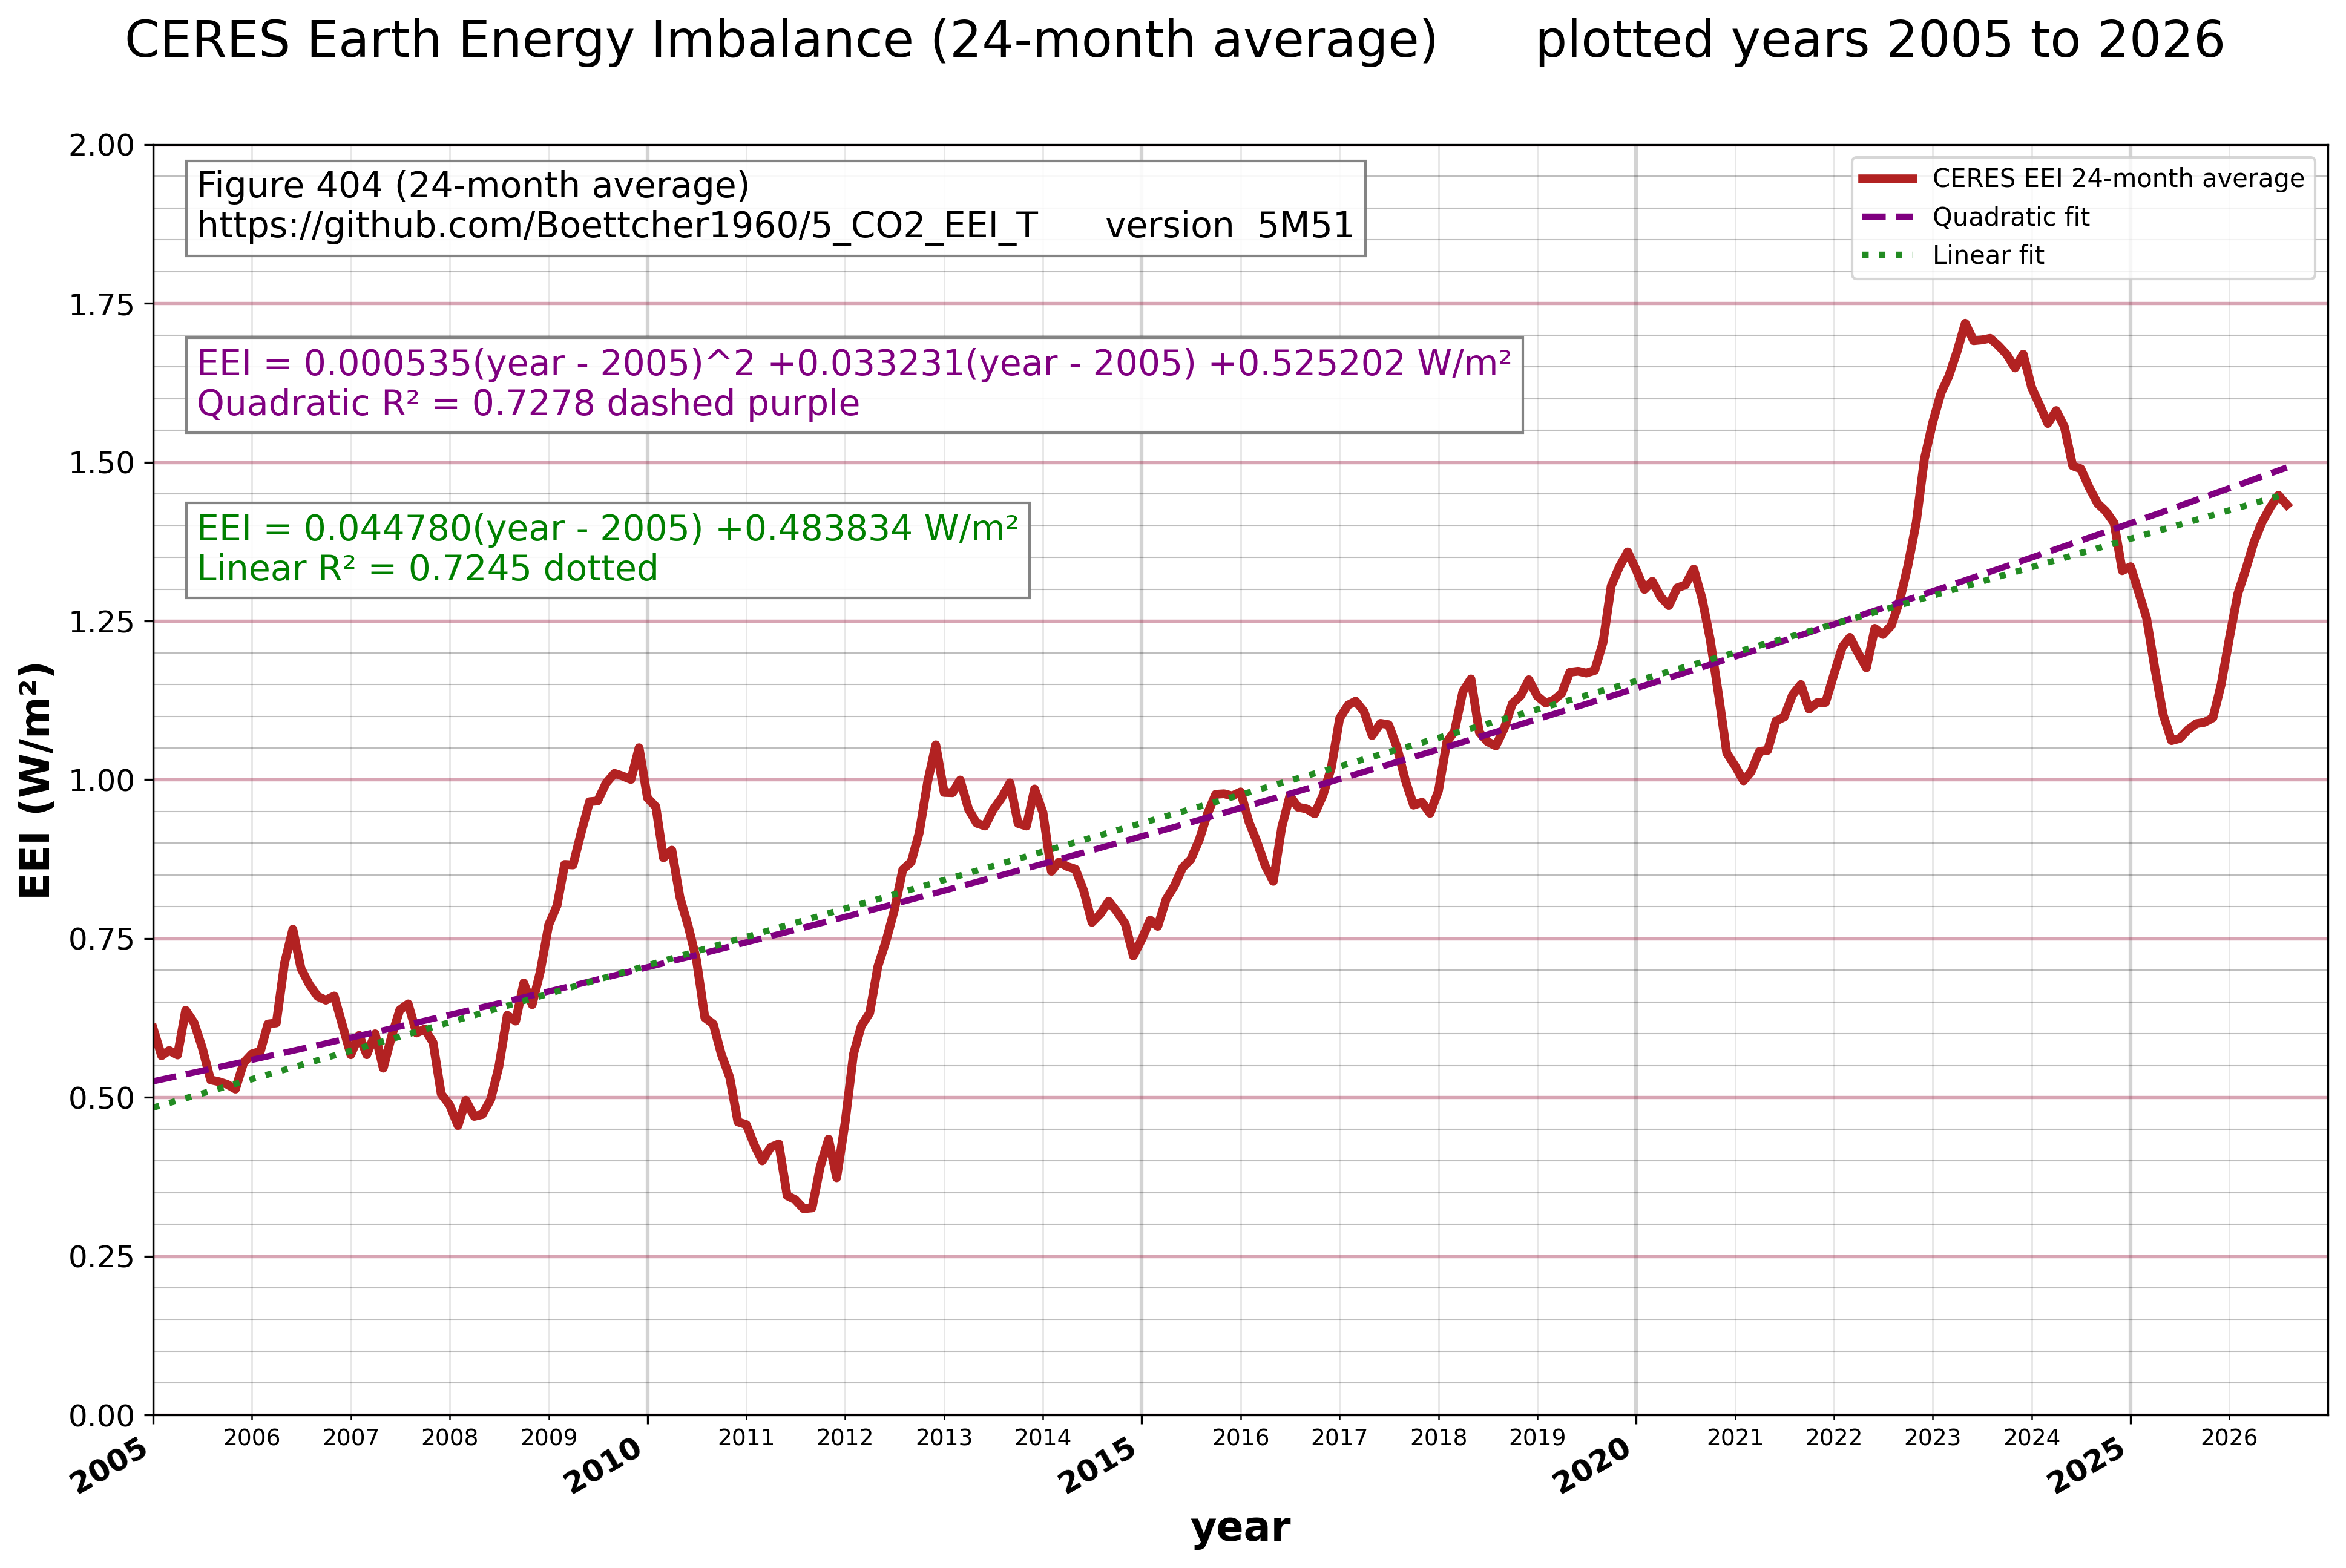 CERES Earth Energy Imbalance (24-month average)      plotted years 2005 to 2026
2.00
Figure 404 (24-month average)
https://github.com/Boettcher1960/5_CO2_EEI_T      version  5M51
CERES EEI 24-month average
Quadratic fit
Linear fit
1.75
EEI = 0.000535(year - 2005)^2 +0.033231(year - 2005) +0.525202 W/m²
Quadratic R² = 0.7278 dashed purple
1.50
EEI = 0.044780(year - 2005) +0.483834 W/m²
Linear R² = 0.7245 dotted
1.25
1.00
0.75
0.50
0.25
0.00
EEI (W/m²)
2005 2006 2007 2008 2009 2010 2011 2012 2013 2014 2015 2016 2017 2018 2019 2020 2021 2022 2023 2024 2025 2026
year